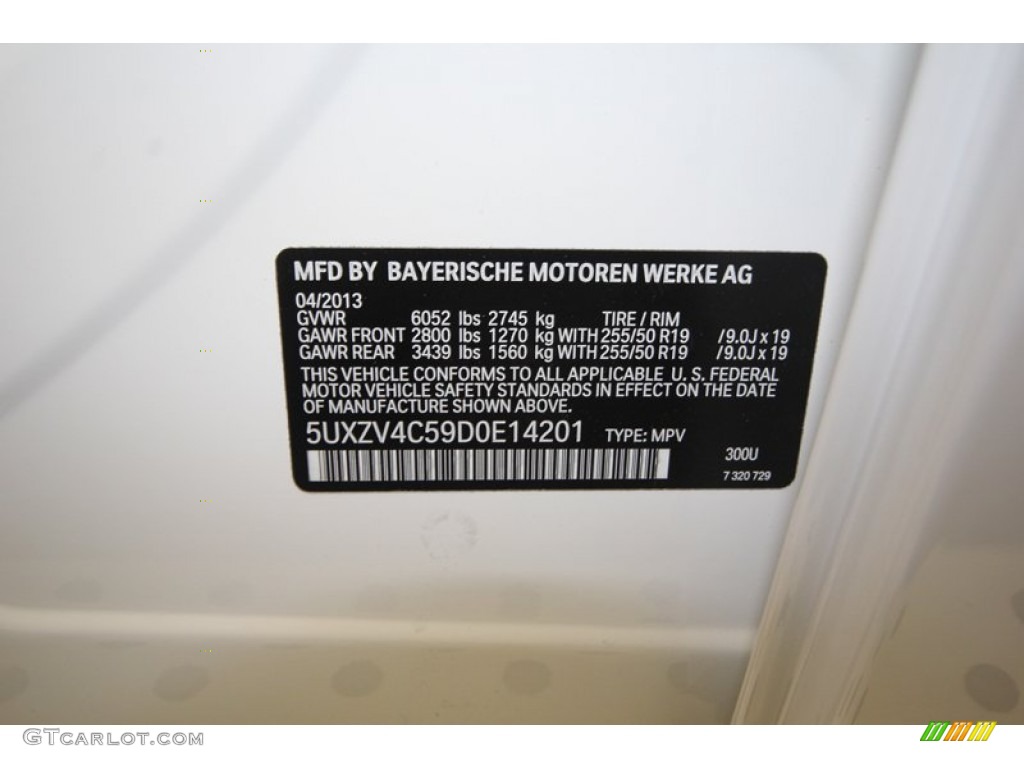 MFD BY BAYERISCHE MOTOREN WERKE AG
04/2013
GVWR 6052 lbs 2745 kg TIRE / RIM
GAWR FRONT 2800 lbs 1270 kg WITH 255/50 R19 /9.0J x 19
GAWR REAR 3439 lbs 1560 kg WITH 255/50 R19 /9.0J x 19
THIS VEHICLE CONFORMS TO ALL APPLICABLE U. S. FEDERAL
MOTOR VEHICLE SAFETY STANDARDS IN EFFECT ON THE DATE
OF MANUFACTURE SHOWN ABOVE.
5UXZV4C59D0E14201 TYPE: MPV
300U
7 320 729
GTCARLOT.COM